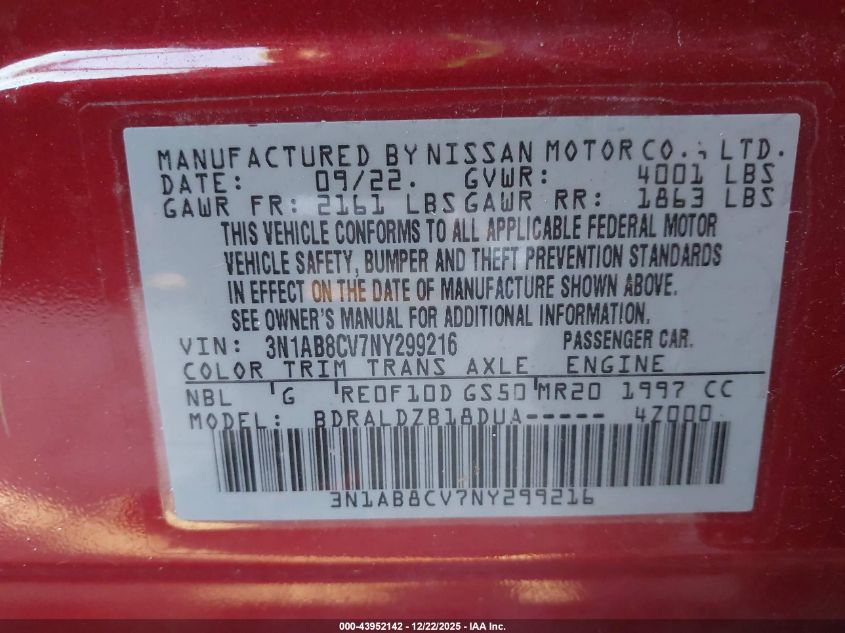 MANUFACTURED BY NISSAN MOTOR CO., LTD.
DATE: 09/22. GVWR: 4001 LBS
GAWR FR: 2161 LBS GAWR RR: 1863 LBS
THIS VEHICLE CONFORMS TO ALL APPLICABLE FEDERAL MOTOR
VEHICLE SAFETY, BUMPER AND THEFT PREVENTION STANDARDS
IN EFFECT ON THE DATE OF MANUFACTURE SHOWN ABOVE.
SEE OWNER'S MANUAL FOR ADDITIONAL INFORMATION.
VIN: 3N1AB8CV7NY299216 PASSENGER CAR.
COLOR TRIM TRANS AXLE ENGINE
NBL G RE0F10D GS50 MR20 1997 CC
MODEL: BDRALDZB18DUA----- 4Z000
3N1AB8CV7NY299216
000-43952142 - 12/22/2025 - IAA Inc.